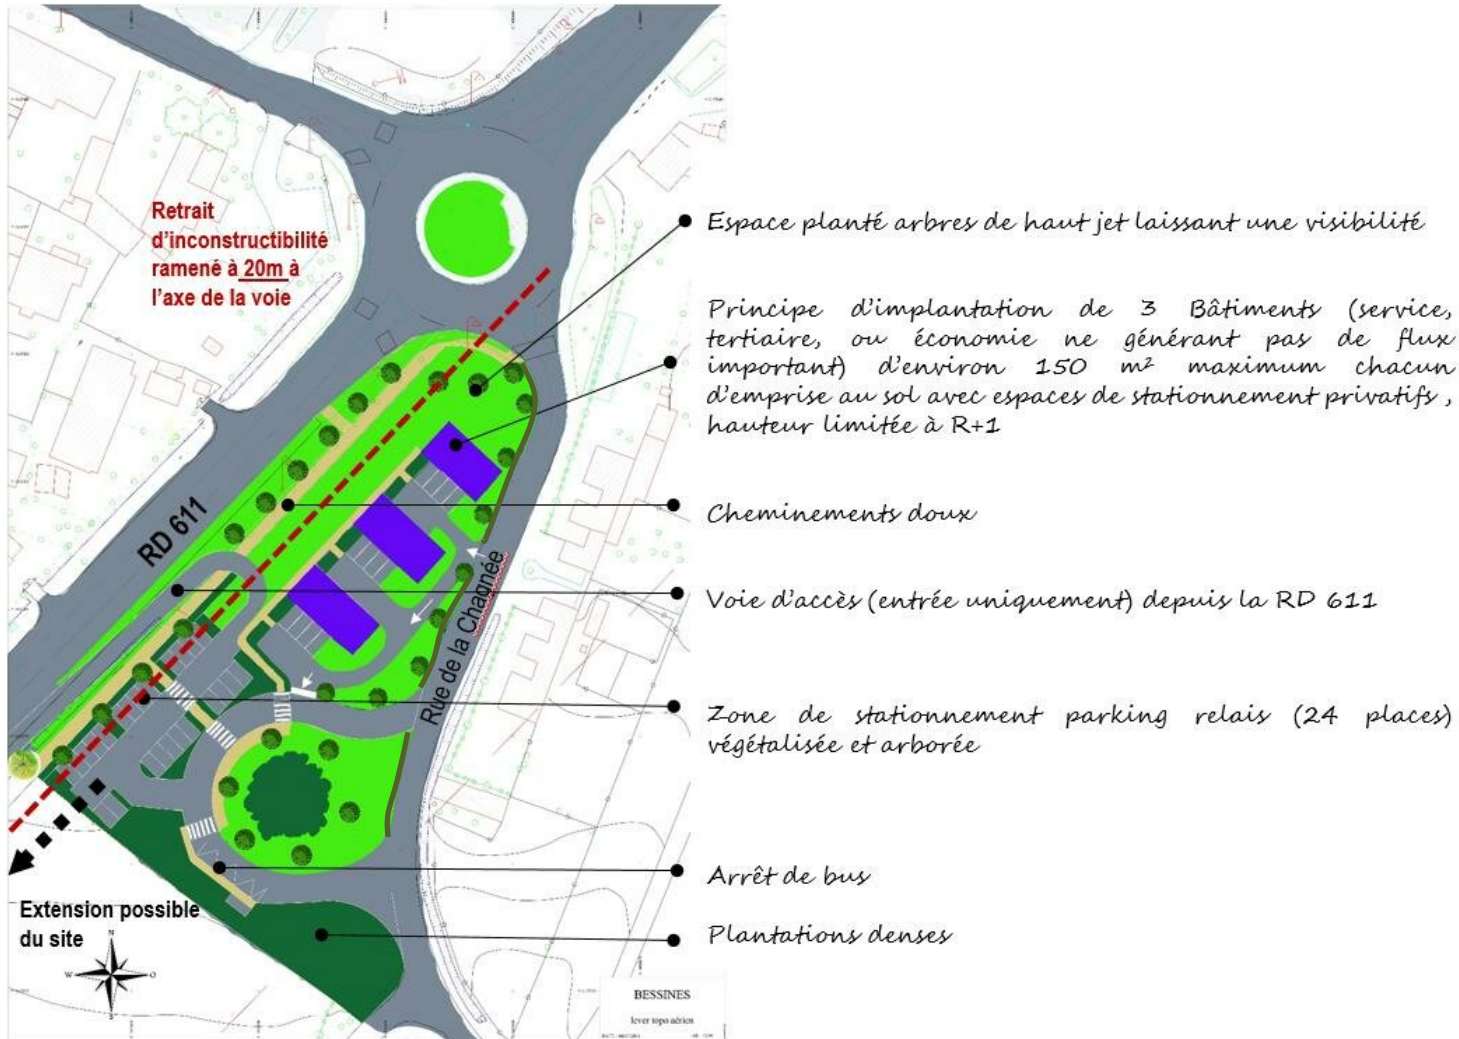 Retrait
d'inconstructibilité
ramené à 20m à
l'axe de la voie
RD 611
Rue de la Chagnée
Extension possible
du site
N
W
O
BESSINES
lever topo aérien
Espace planté arbres de haut jet laissant une visibilité
Principe d'implantation de 3 Bâtiments (service,
tertiaire, ou économie ne générant pas de flux
important) d'environ 150 m² maximum chacun
d'emprise au sol avec espaces de stationnement privatifs ,
hauteur limitée à R+1
Cheminements doux
Voie d'accès (entrée uniquement) depuis la RD 611
Zone de stationnement parking relais (24 places)
végétalisée et arborée
Arrêt de bus
Plantations denses